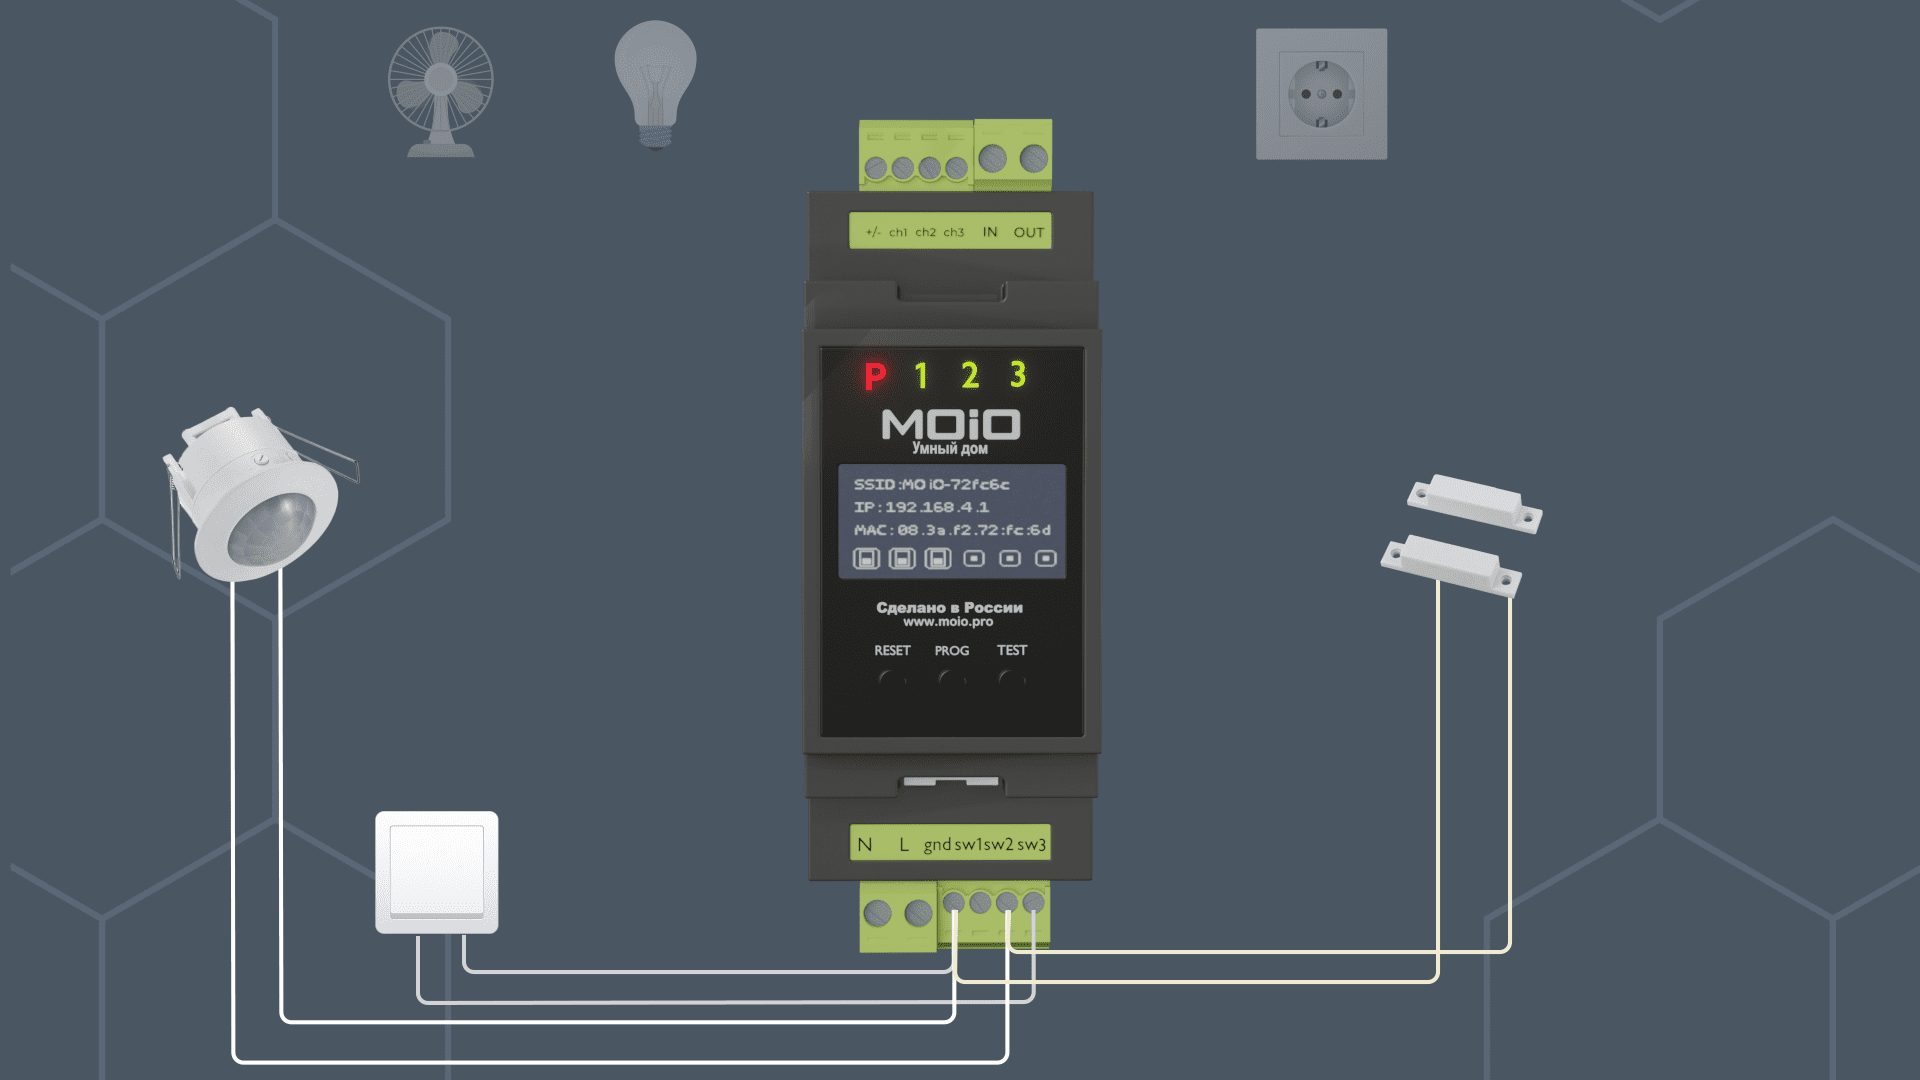 +/- ch1 ch2 ch3 IN OUT
P 1 2 3
MOiO
Умный дом
SSID:MOiO-72fc6c
IP:192.168.4.1
MAC:08.3a.f2.72:fc:6d
Сделано в России
www.moio.pro
RESET PROG TEST
N L gnd sw1 sw2 sw3